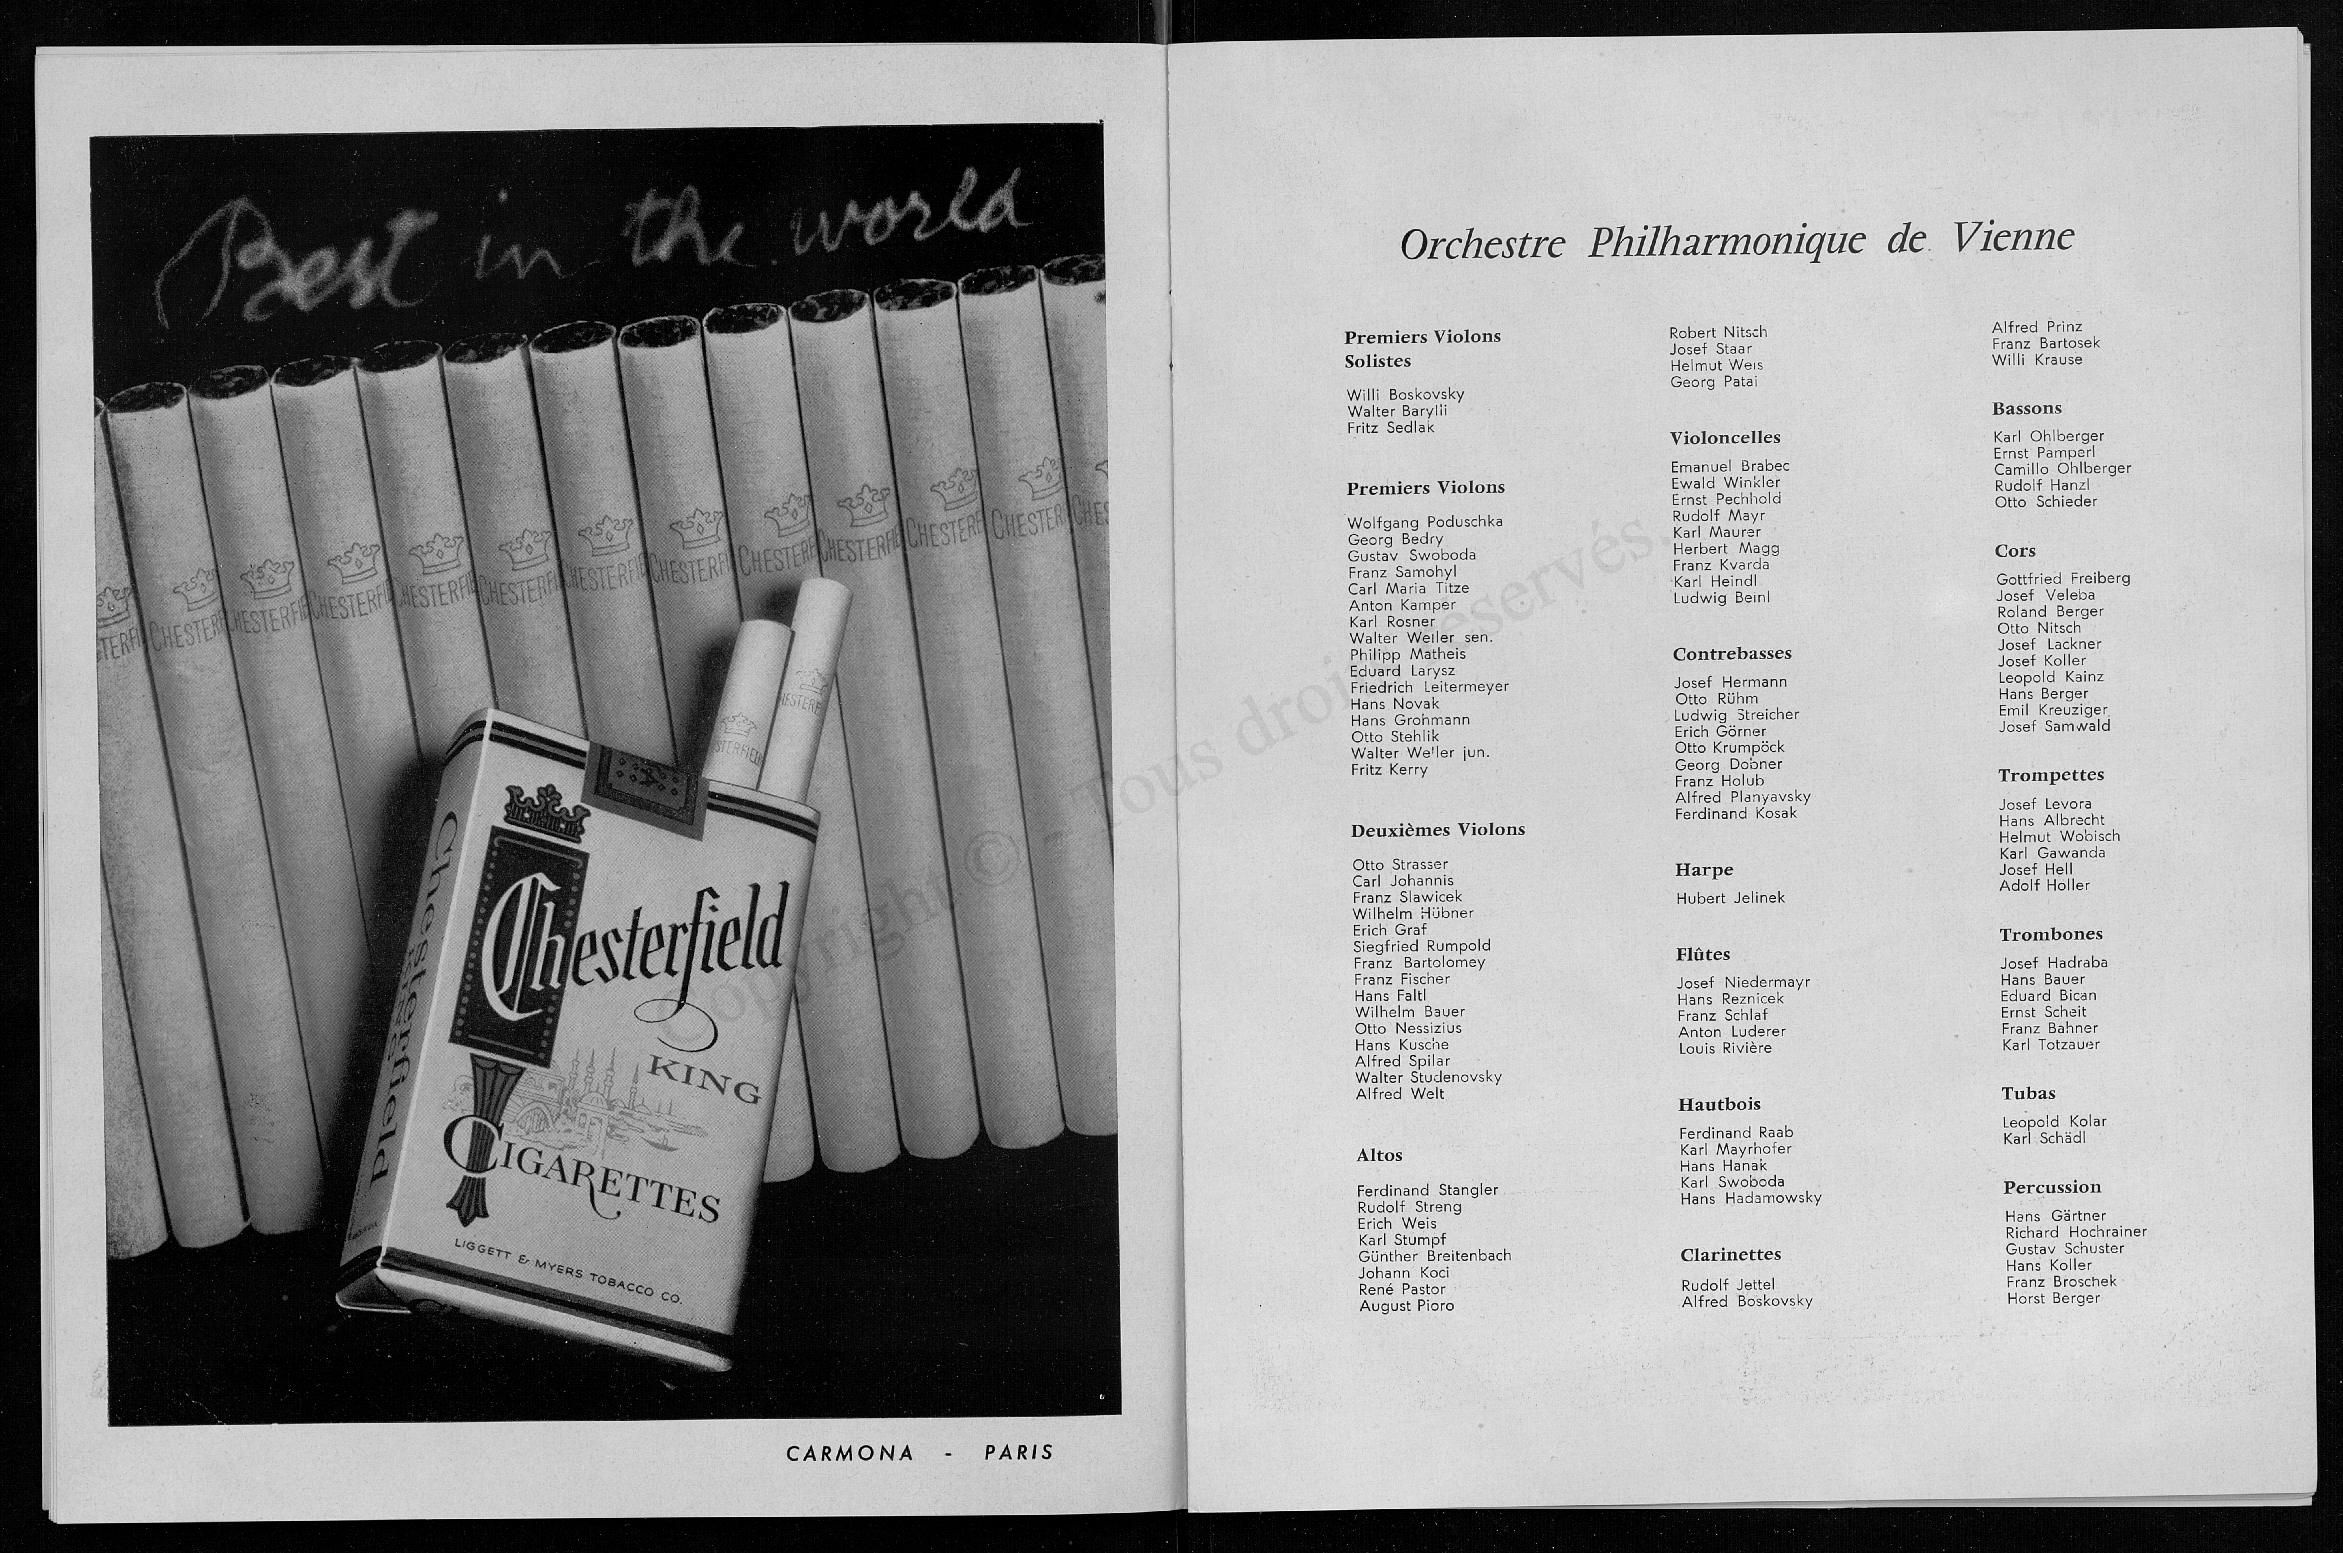 Best in the world
CHESTERFIELD
Chesterfield
Chesterfield
KING
CIGARETTES
LIGGETT & MYERS TOBACCO CO.
CARMONA - PARIS
Orchestre Philharmonique de Vienne
Premiers Violons
Solistes
Willi Boskovsky
Walter Barylli
Fritz Sedlak
Premiers Violons
Wolfgang Poduschka
Georg Bedry
Gustav Swoboda
Franz Samohyl
Carl Maria Titze
Anton Kamper
Karl Rosner
Walter Weller sen.
Philipp Matheis
Eduard Larysz
Friedrich Leitermeyer
Hans Novak
Hans Grohmann
Otto Stehlik
Walter Weller jun.
Fritz Kerry
Deuxièmes Violons
Otto Strasser
Carl Johannis
Franz Slawicek
Wilhelm Hübner
Erich Graf
Siegfried Rumpold
Franz Bartolomey
Franz Fischer
Hans Faltl
Wilhelm Bauer
Otto Nessizius
Hans Kusche
Alfred Spilar
Walter Studenovsky
Alfred Welt
Altos
Ferdinand Stangler
Rudolf Streng
Erich Weis
Karl Stumpf
Günther Breitenbach
Johann Koci
René Pastor
August Pioro
Robert Nitsch
Josef Staar
Helmut Weis
Georg Patai
Violoncelles
Emanuel Brabec
Ewald Winkler
Ernst Pechhold
Rudolf Mayr
Karl Maurer
Herbert Magg
Franz Kvarda
Karl Heindl
Ludwig Beinl
Contrebasses
Josef Hermann
Otto Rühm
Ludwig Streicher
Erich Görner
Otto Krumpöck
Georg Dobner
Franz Holub
Alfred Planyavsky
Ferdinand Kosak
Harpe
Hubert Jelinek
Flûtes
Josef Niedermayr
Hans Reznicek
Franz Schlaf
Anton Luderer
Louis Rivière
Hautbois
Ferdinand Raab
Karl Mayrhofer
Hans Hanak
Karl Swoboda
Hans Hadamowsky
Clarinettes
Rudolf Jettel
Alfred Boskovsky
Alfred Prinz
Franz Bartosek
Willi Krause
Bassons
Karl Ohlberger
Ernst Pamperl
Camillo Ohlberger
Rudolf Hanzl
Otto Schieder
Cors
Gottfried Freiberg
Josef Veleba
Roland Berger
Otto Nitsch
Josef Lackner
Josef Koller
Leopold Kainz
Hans Berger
Emil Kreuziger
Josef Samwald
Trompettes
Josef Levora
Hans Albrecht
Helmut Wobisch
Karl Gawanda
Josef Hell
Adolf Holler
Trombones
Josef Hadraba
Hans Bauer
Eduard Bican
Ernst Scheit
Franz Bahner
Karl Totzauer
Tubas
Leopold Kolar
Karl Schädl
Percussion
Hans Gärtner
Richard Hochrainer
Gustav Schuster
Hans Koller
Franz Broschek
Horst Berger
Copyright © - Tous droits réservés.